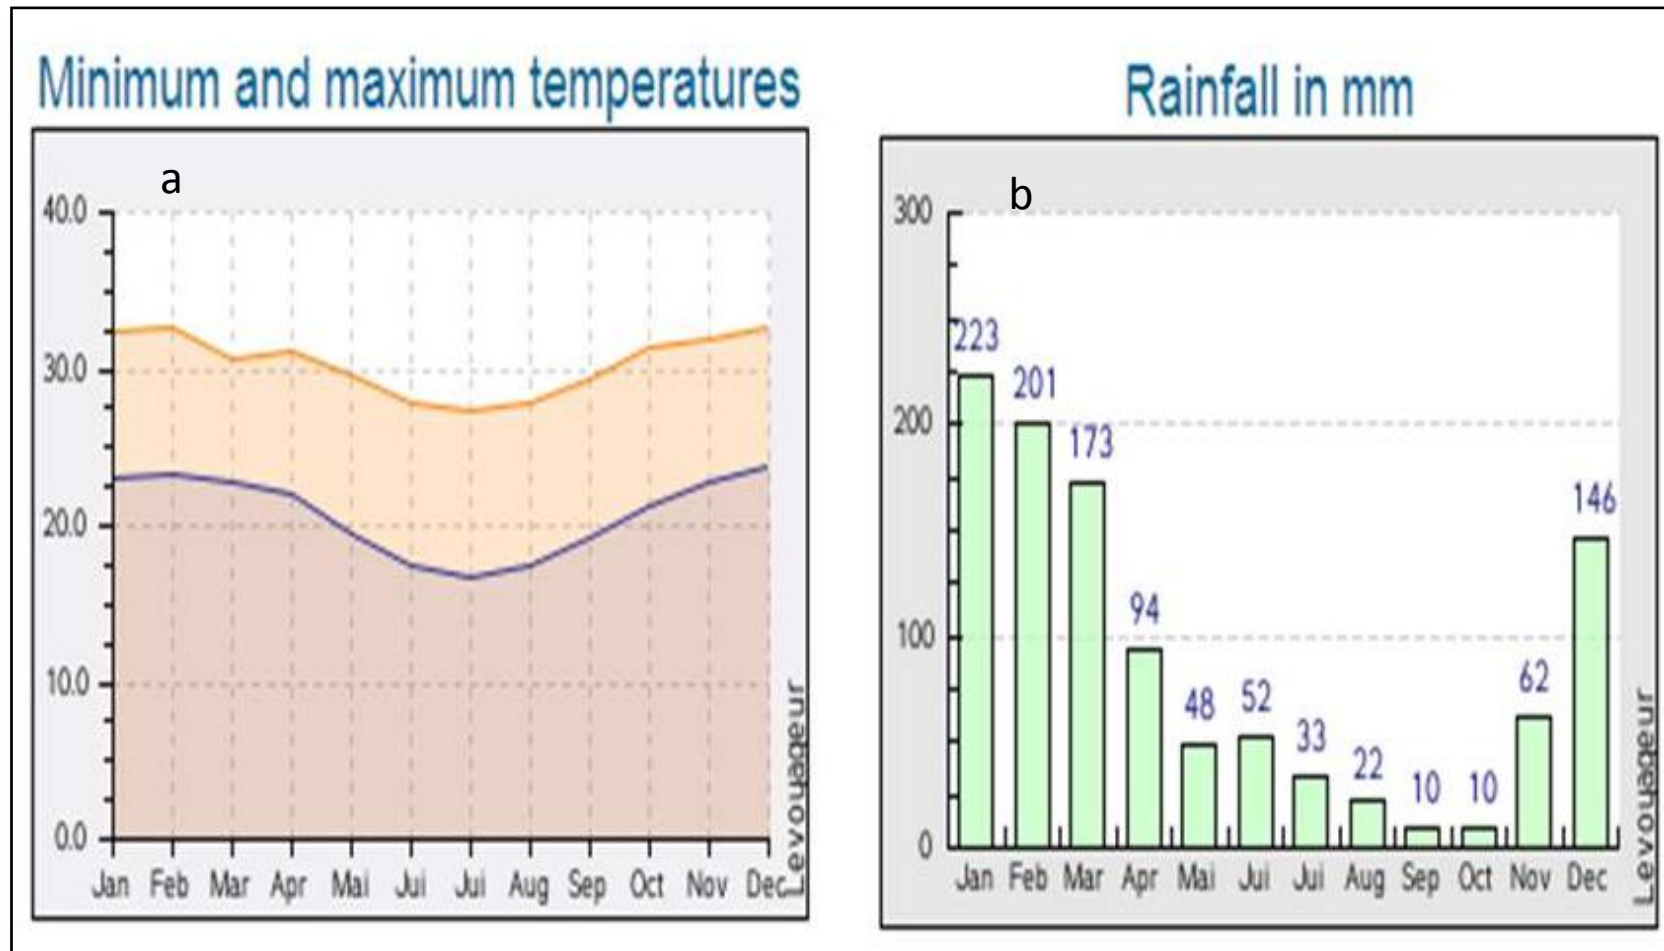 Minimum and maximum temperatures
a
40.0
30.0
20.0
10.0
0.0
Jan Feb Mar Apr Mai Jui Jui Aug Sep Oct Nov Dec
Levoyageur
Rainfall in mm
b
300
200
100
0
223
201
173
94
48
52
33
22
10
10
62
146
Jan Feb Mar Apr Mai Jui Jui Aug Sep Oct Nov Dec
Levoyageur